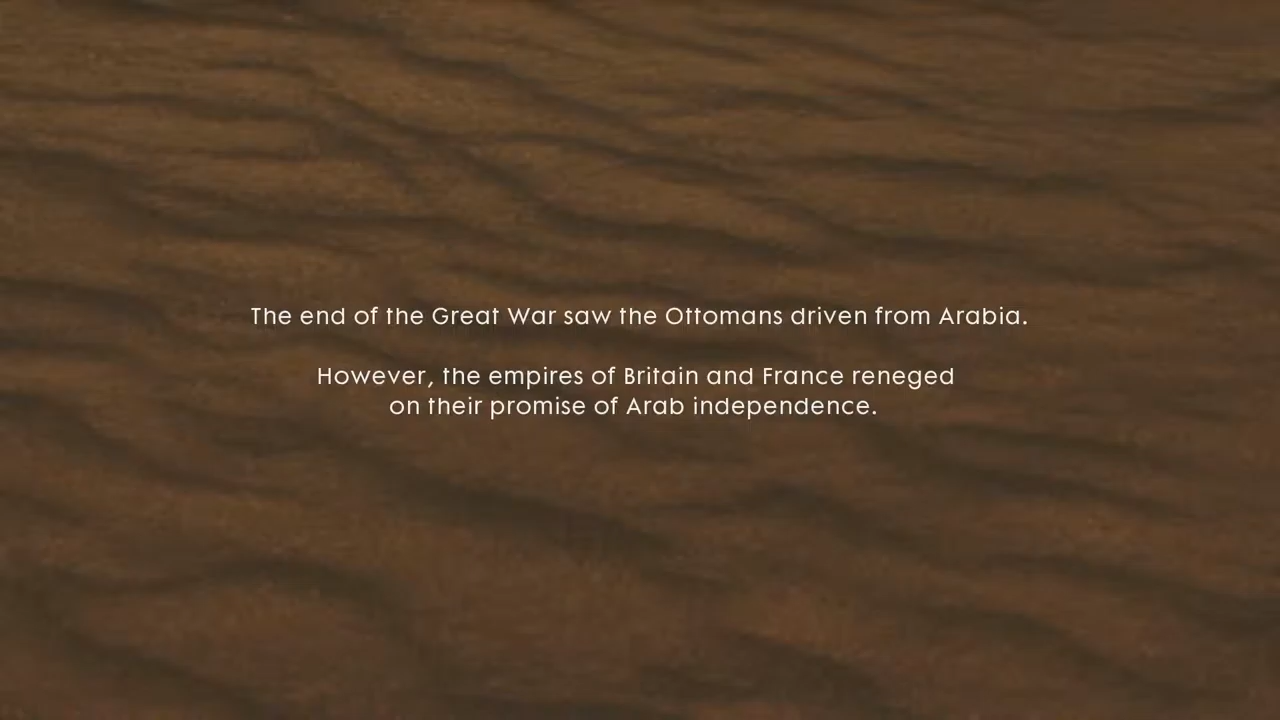 The end of the Great War saw the Ottomans driven from Arabia.
However, the empires of Britain and France reneged
on their promise of Arab independence.